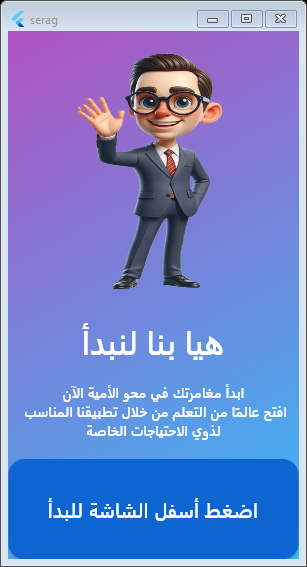 serag
هيا بنا لنبدأ
ابدأ مغامرتك في محو الأمية الآن
افتح عالمًا من التعلم من خلال تطبيقنا المناسب
لذوي الاحتياجات الخاصة
اضغط أسفل الشاشة للبدأ